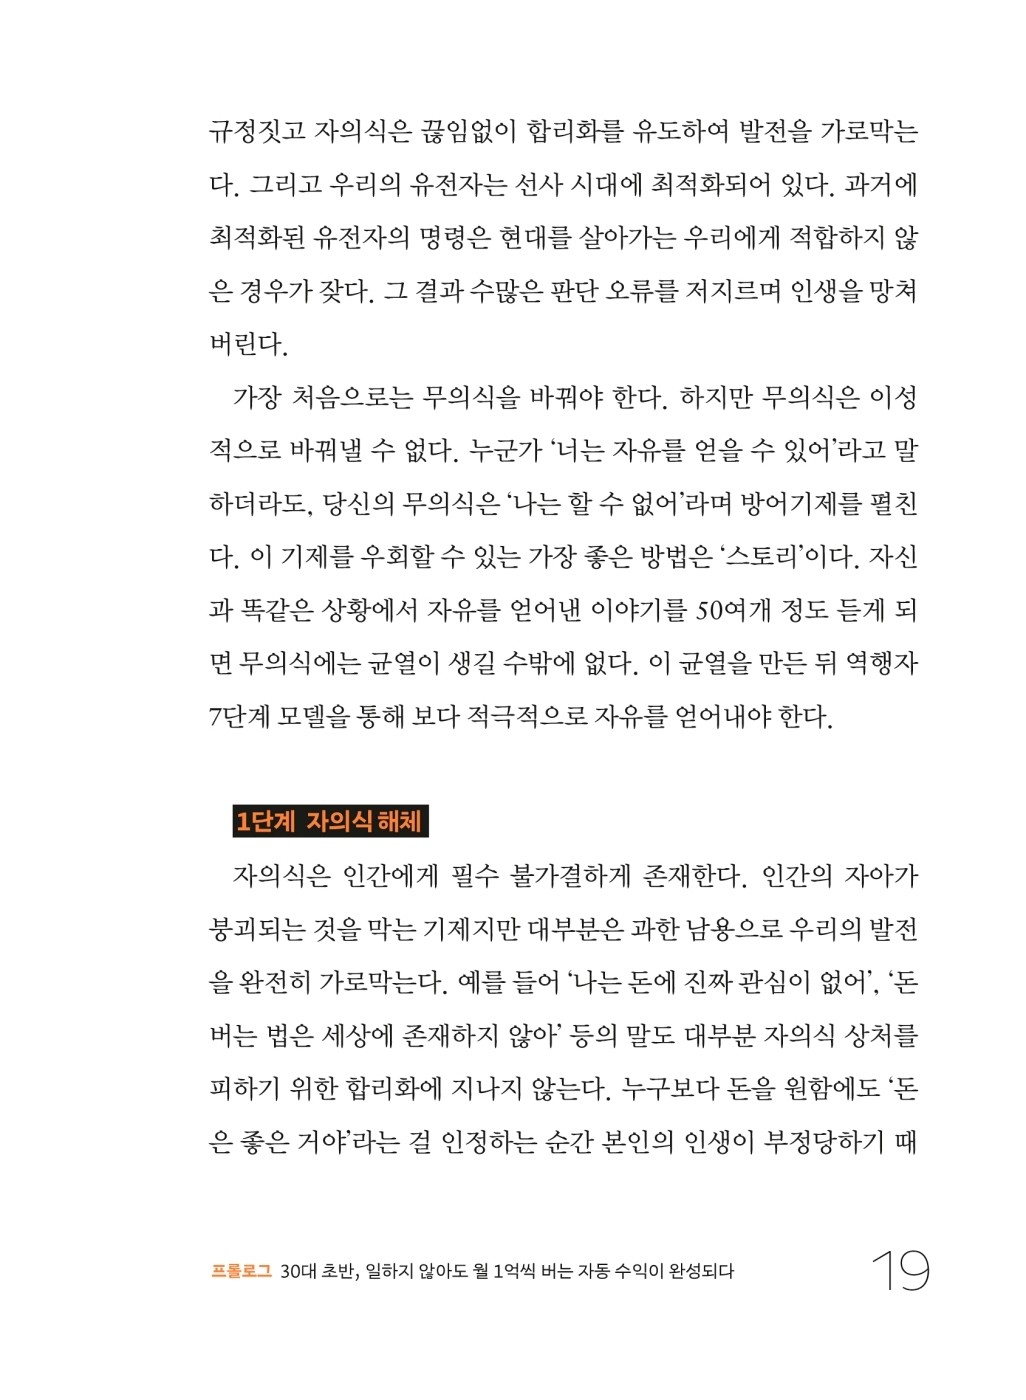 규정짓고 자의식은 끊임없이 합리화를 유도하여 발전을 가로막는
다. 그리고 우리의 유전자는 선사 시대에 최적화되어 있다. 과거에
최적화된 유전자의 명령은 현대를 살아가는 우리에게 적합하지 않
은 경우가 잦다. 그 결과 수많은 판단 오류를 저지르며 인생을 망쳐
버린다.
가장 처음으로는 무의식을 바꿔야 한다. 하지만 무의식은 이성
적으로 바꿔낼 수 없다. 누군가 ‘너는 자유를 얻을 수 있어’라고 말
하더라도, 당신의 무의식은 ‘나는 할 수 없어’라며 방어기제를 펼친
다. 이 기제를 우회할 수 있는 가장 좋은 방법은 ‘스토리’이다. 자신
과 똑같은 상황에서 자유를 얻어낸 이야기를 50여개 정도 듣게 되
면 무의식에는 균열이 생길 수밖에 없다. 이 균열을 만든 뒤 역행자
7단계 모델을 통해 보다 적극적으로 자유를 얻어내야 한다.
1단계 자의식 해체
자의식은 인간에게 필수 불가결하게 존재한다. 인간의 자아가
붕괴되는 것을 막는 기제지만 대부분은 과한 남용으로 우리의 발전
을 완전히 가로막는다. 예를 들어 ‘나는 돈에 진짜 관심이 없어’, ‘돈
버는 법은 세상에 존재하지 않아’ 등의 말도 대부분 자의식 상처를
피하기 위한 합리화에 지나지 않는다. 누구보다 돈을 원함에도 ‘돈
은 좋은 거야’라는 걸 인정하는 순간 본인의 인생이 부정당하기 때
프롤로그 30대 초반, 일하지 않아도 월 1억씩 버는 자동 수익이 완성되다 19